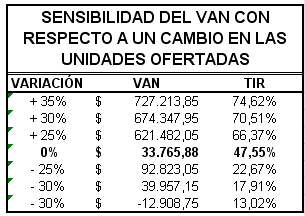 SENSIBILIDAD DEL VAN CON
RESPECTO A UN CAMBIO EN LAS
UNIDADES OFERTADAS
VARIACIÓN VAN TIR
+ 35% $ 727.213,85 74,62%
+ 30% $ 674.347,95 70,51%
+ 25% $ 621.482,05 66,37%
0% $ 33.765,88 47,55%
- 25% $ 92.823,05 22,67%
- 30% $ 39.957,15 17,91%
- 30% $ -12.908,75 13,02%